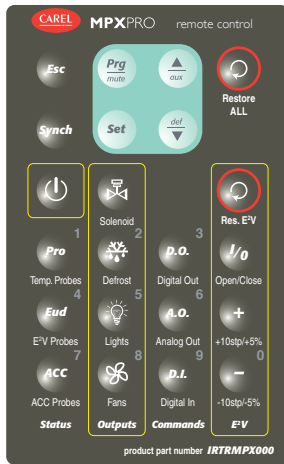 CAREL MPXPRO remote control
Esc Prg mute aux
Restore ALL
Synch Set def
Solenoid Res. E²V
1 2 3
Pro D.O. I/0
Temp. Probes Defrost Digital Out Open/Close
4 5 6
Eud A.O. +
E²V Probes Lights Analog Out +10stp/+5%
7 8 9 0
ACC D.I. -
ACC Probes Fans Digital In -10stp/-5%
Status Outputs Commands E²V
product part number IRTRMPX000